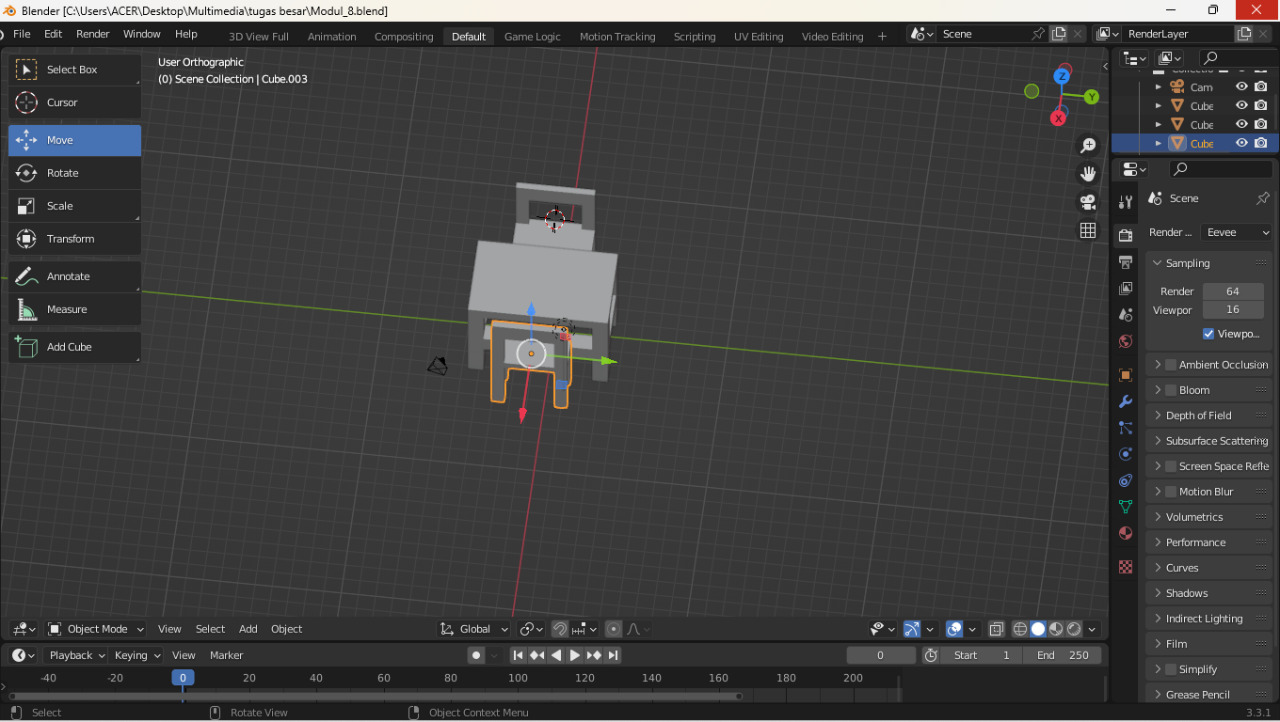 Blender [C:\Users\ACER\Desktop\Multimedia\tugas besar\Modul_8.blend]
File Edit Render Window Help 3D View Full Animation Compositing Default Game Logic Motion Tracking Scripting UV Editing Video Editing + Scene RenderLayer
Select Box
Cursor
Move
Rotate
Scale
Transform
Annotate
Measure
Add Cube
User Orthographic
(0) Scene Collection | Cube.003
Z
Y
X
Cam
Cube
Cube
Cube
Scene
Render ... Eevee
Sampling
Render 64
Viewpor 16
Viewpo...
Ambient Occlusion
Bloom
Depth of Field
Subsurface Scattering
Screen Space Refle
Motion Blur
Volumetrics
Performance
Curves
Shadows
Indirect Lighting
Film
Simplify
Grease Pencil
Object Mode View Select Add Object Global
Playback Keying View Marker 0 Start 1 End 250
-40 -20 0 20 40 60 80 100 120 140 160 180 200
Select Rotate View Object Context Menu 3.3.1